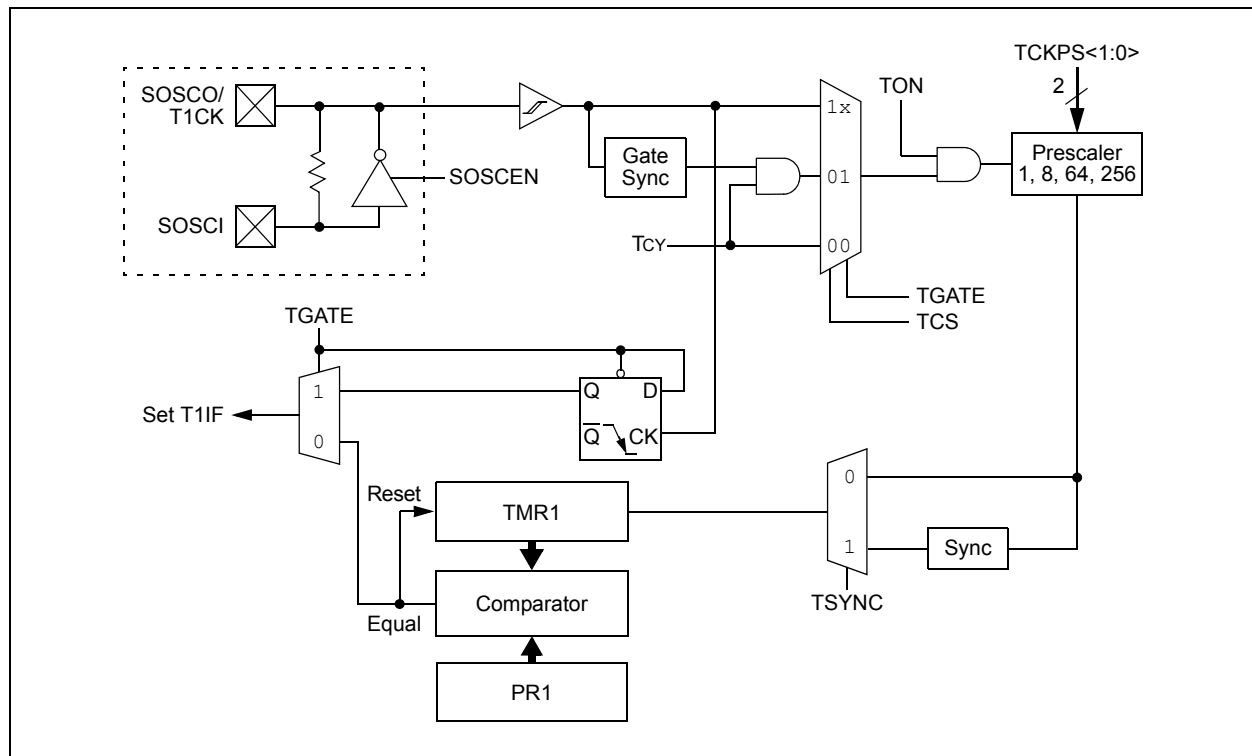 TCKPS<1:0>
2
SOSCO/
T1CK
TON
1x
Prescaler
1, 8, 64, 256
Gate
Sync
SOSCEN
01
SOSCI
TCY
00
TGATE
TCS
TGATE
1
Q
D
Set T1IF
0
Q
CK
Reset
TMR1
0
1
Sync
Comparator
TSYNC
Equal
PR1